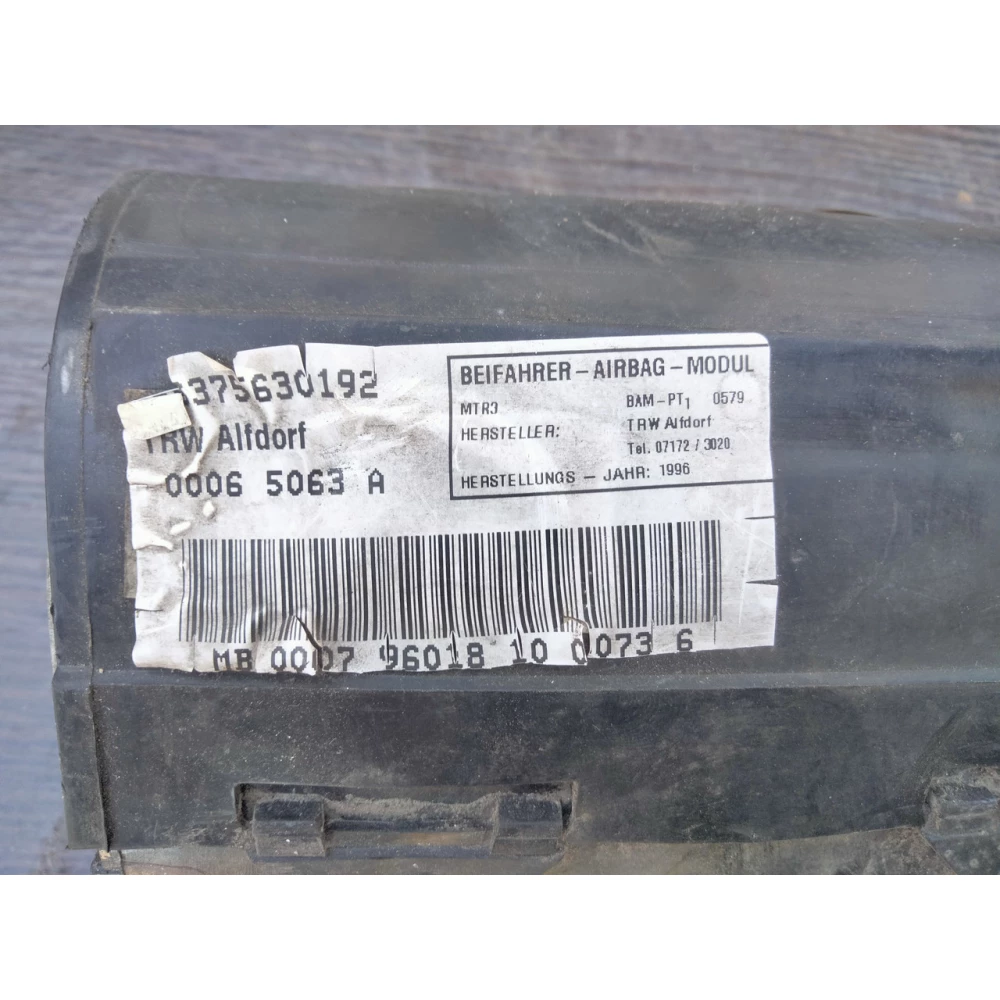 3375630192
TRW Alfdorf
0006 5063 A
BEIFAHRER – AIRBAG – MODUL
MTR3 BAM – PT1 0579
HERSTELLER: TRW Alfdorf
Tel. 07172 / 3020
HERSTELLUNGS – JAHR: 1996
MB 0007 96018 10 0073 6